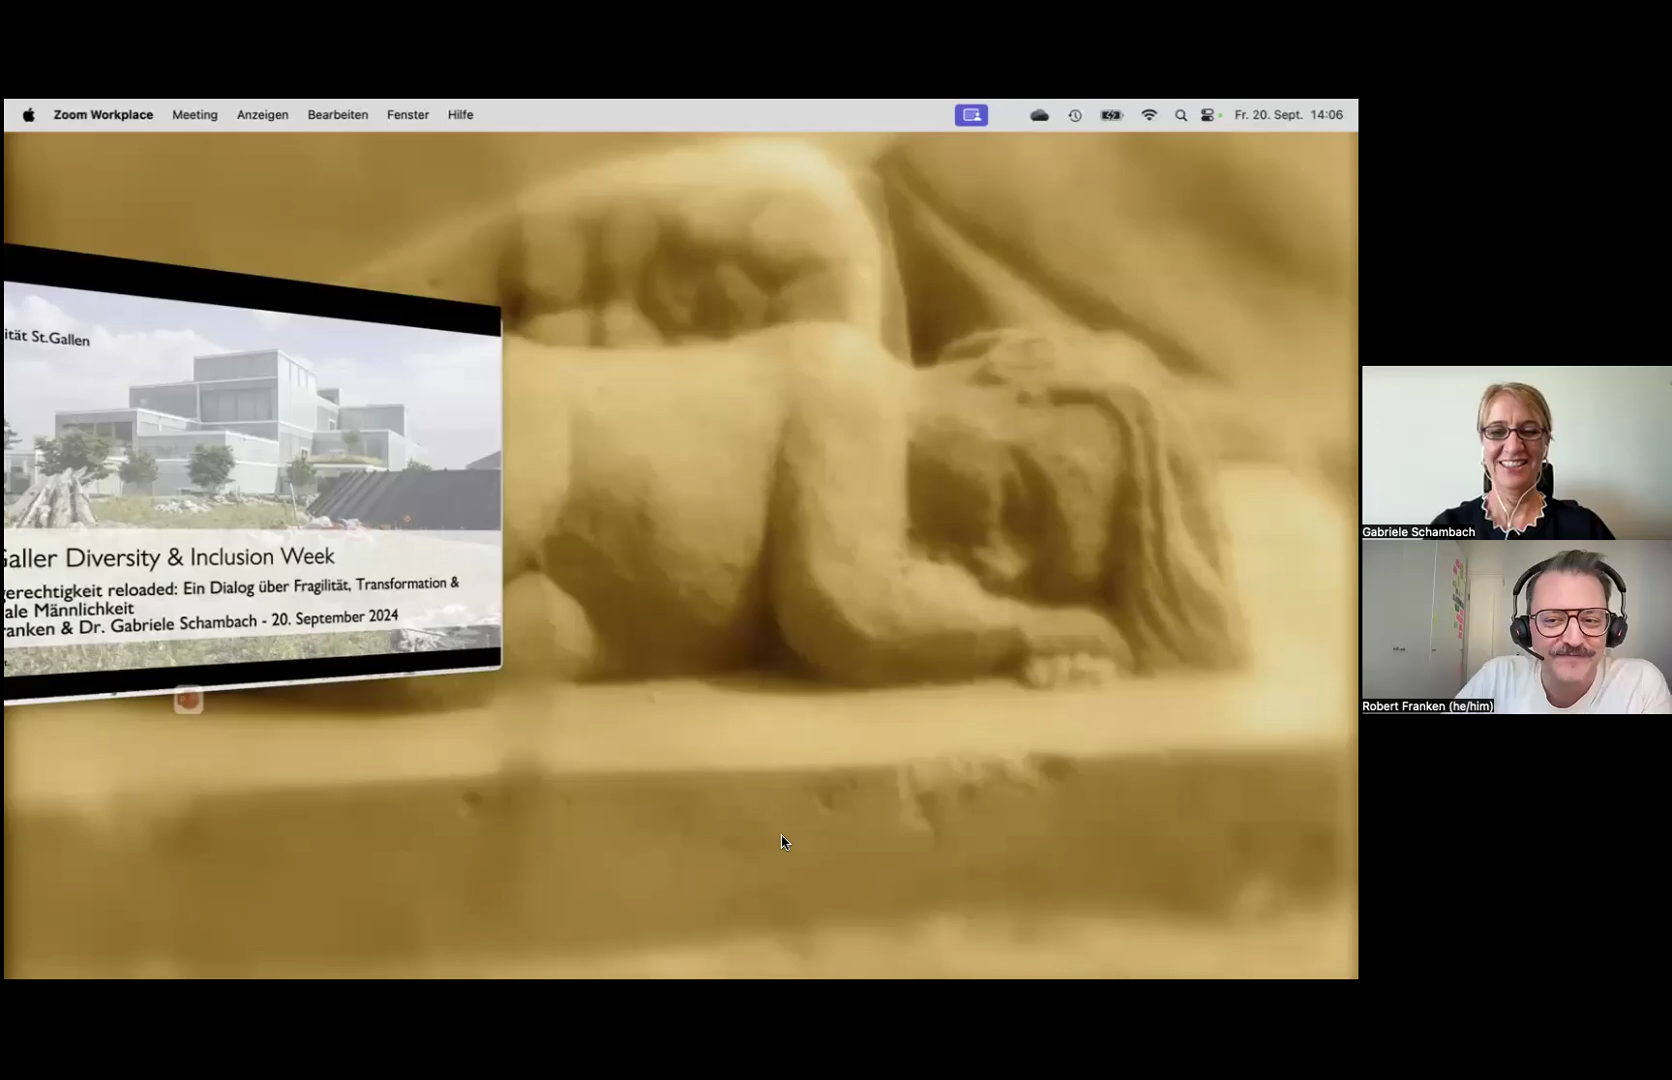 Zoom Workplace Meeting Anzeigen Bearbeiten Fenster Hilfe Fr. 20. Sept. 14:06
ität St.Gallen
Galler Diversity & Inclusion Week
gerechtigkeit reloaded: Ein Dialog über Fragilität, Transformation &
ale Männlichkeit
ranken & Dr. Gabriele Schambach - 20. September 2024
Gabriele Schambach
Robert Franken (he/him)